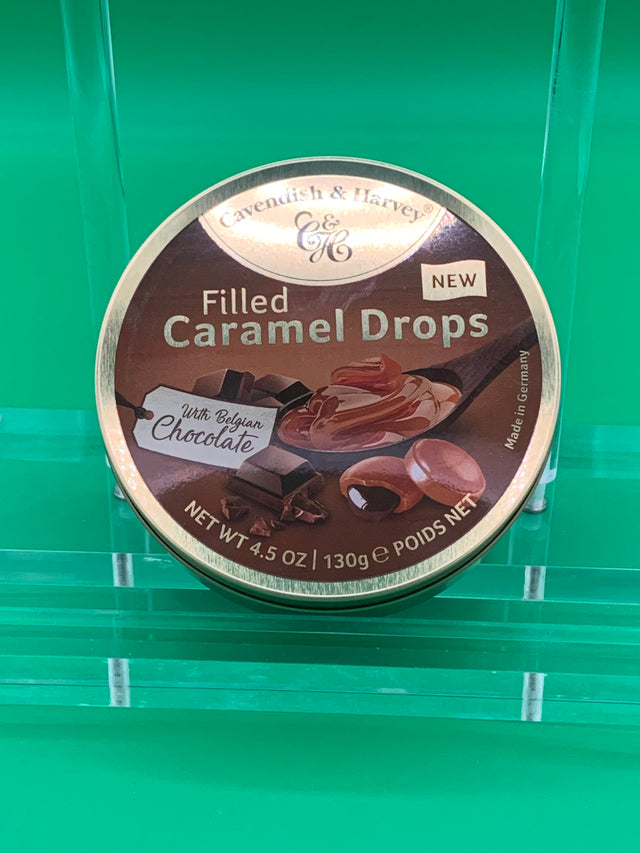 Cavendish & Harvey®
C&H
NEW
Filled
Caramel Drops
Made in Germany
With Belgian
Chocolate
NET WT 4.5 OZ | 130g ℮ POIDS NET